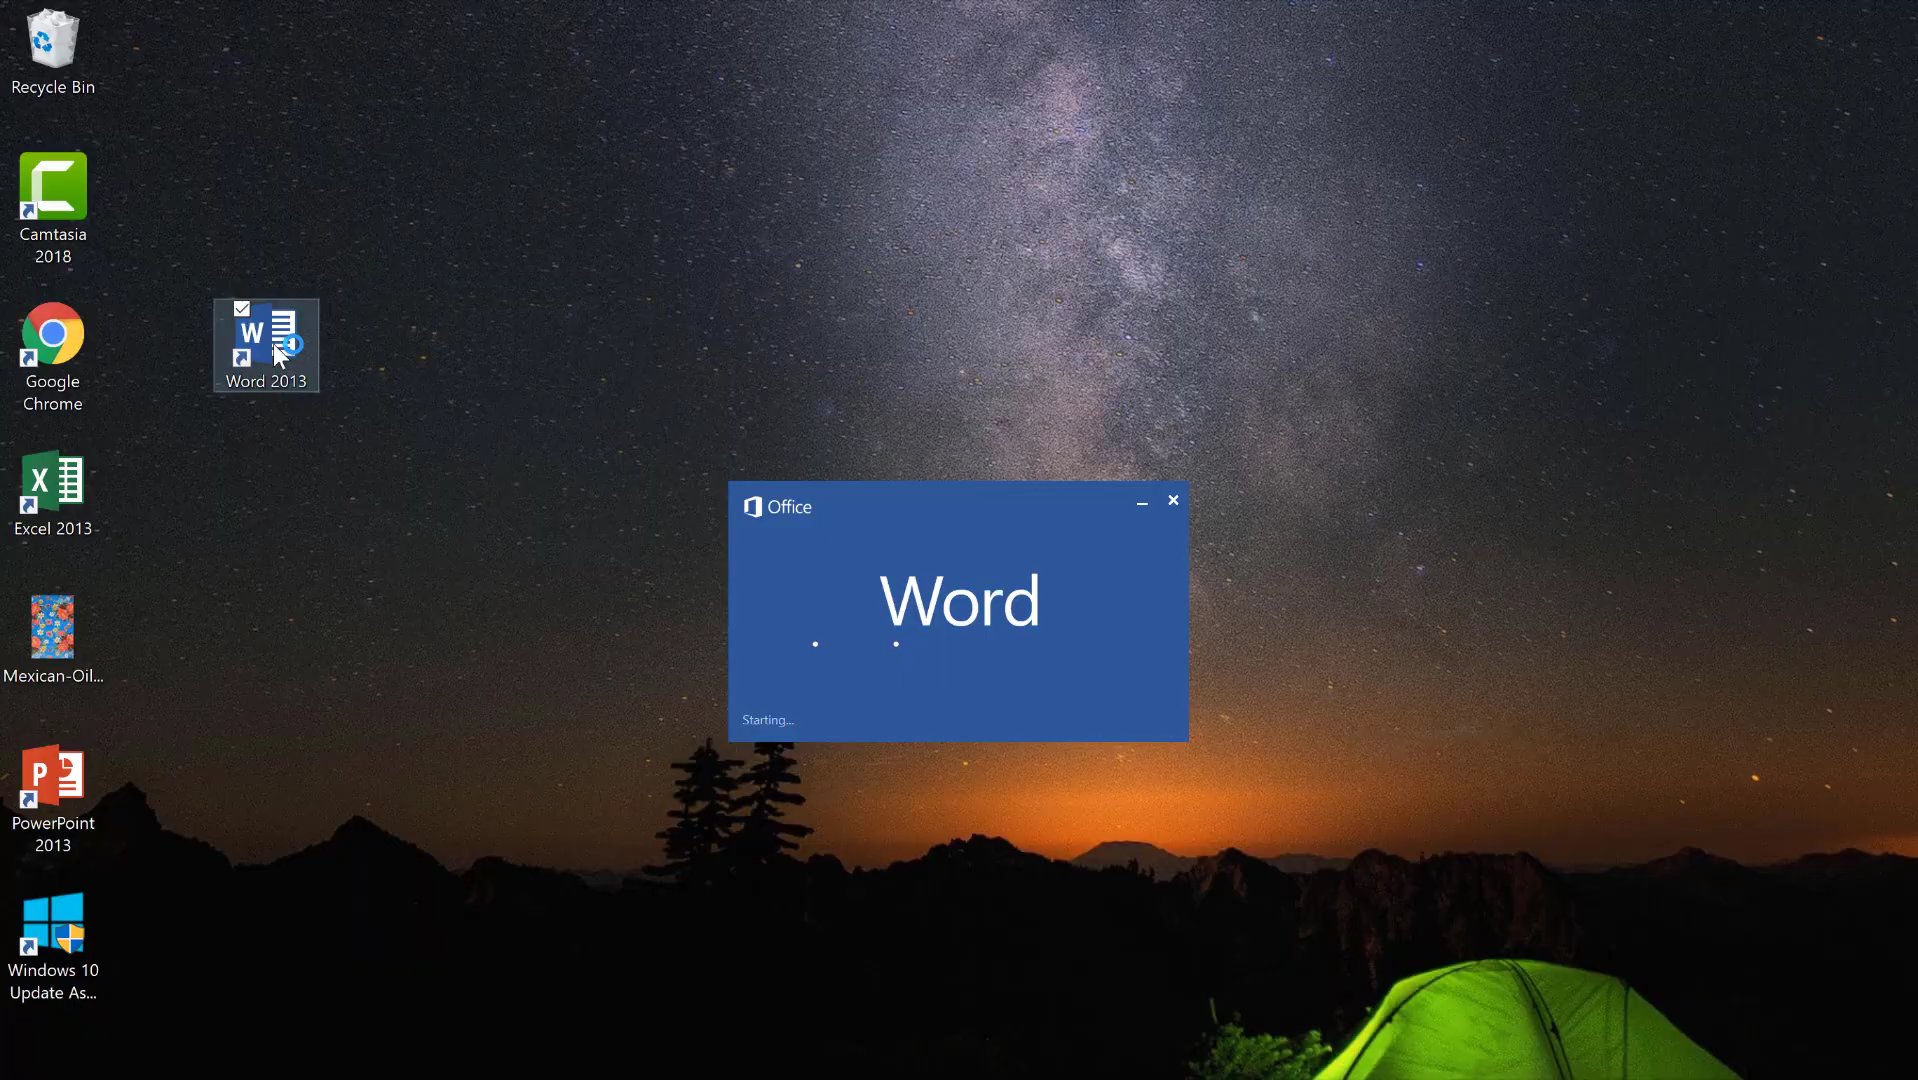 Recycle Bin
Camtasia
2018
Google
Chrome
Word 2013
Excel 2013
Mexican-Oil...
PowerPoint
2013
Windows 10
Update As...
Office
Word
Starting...